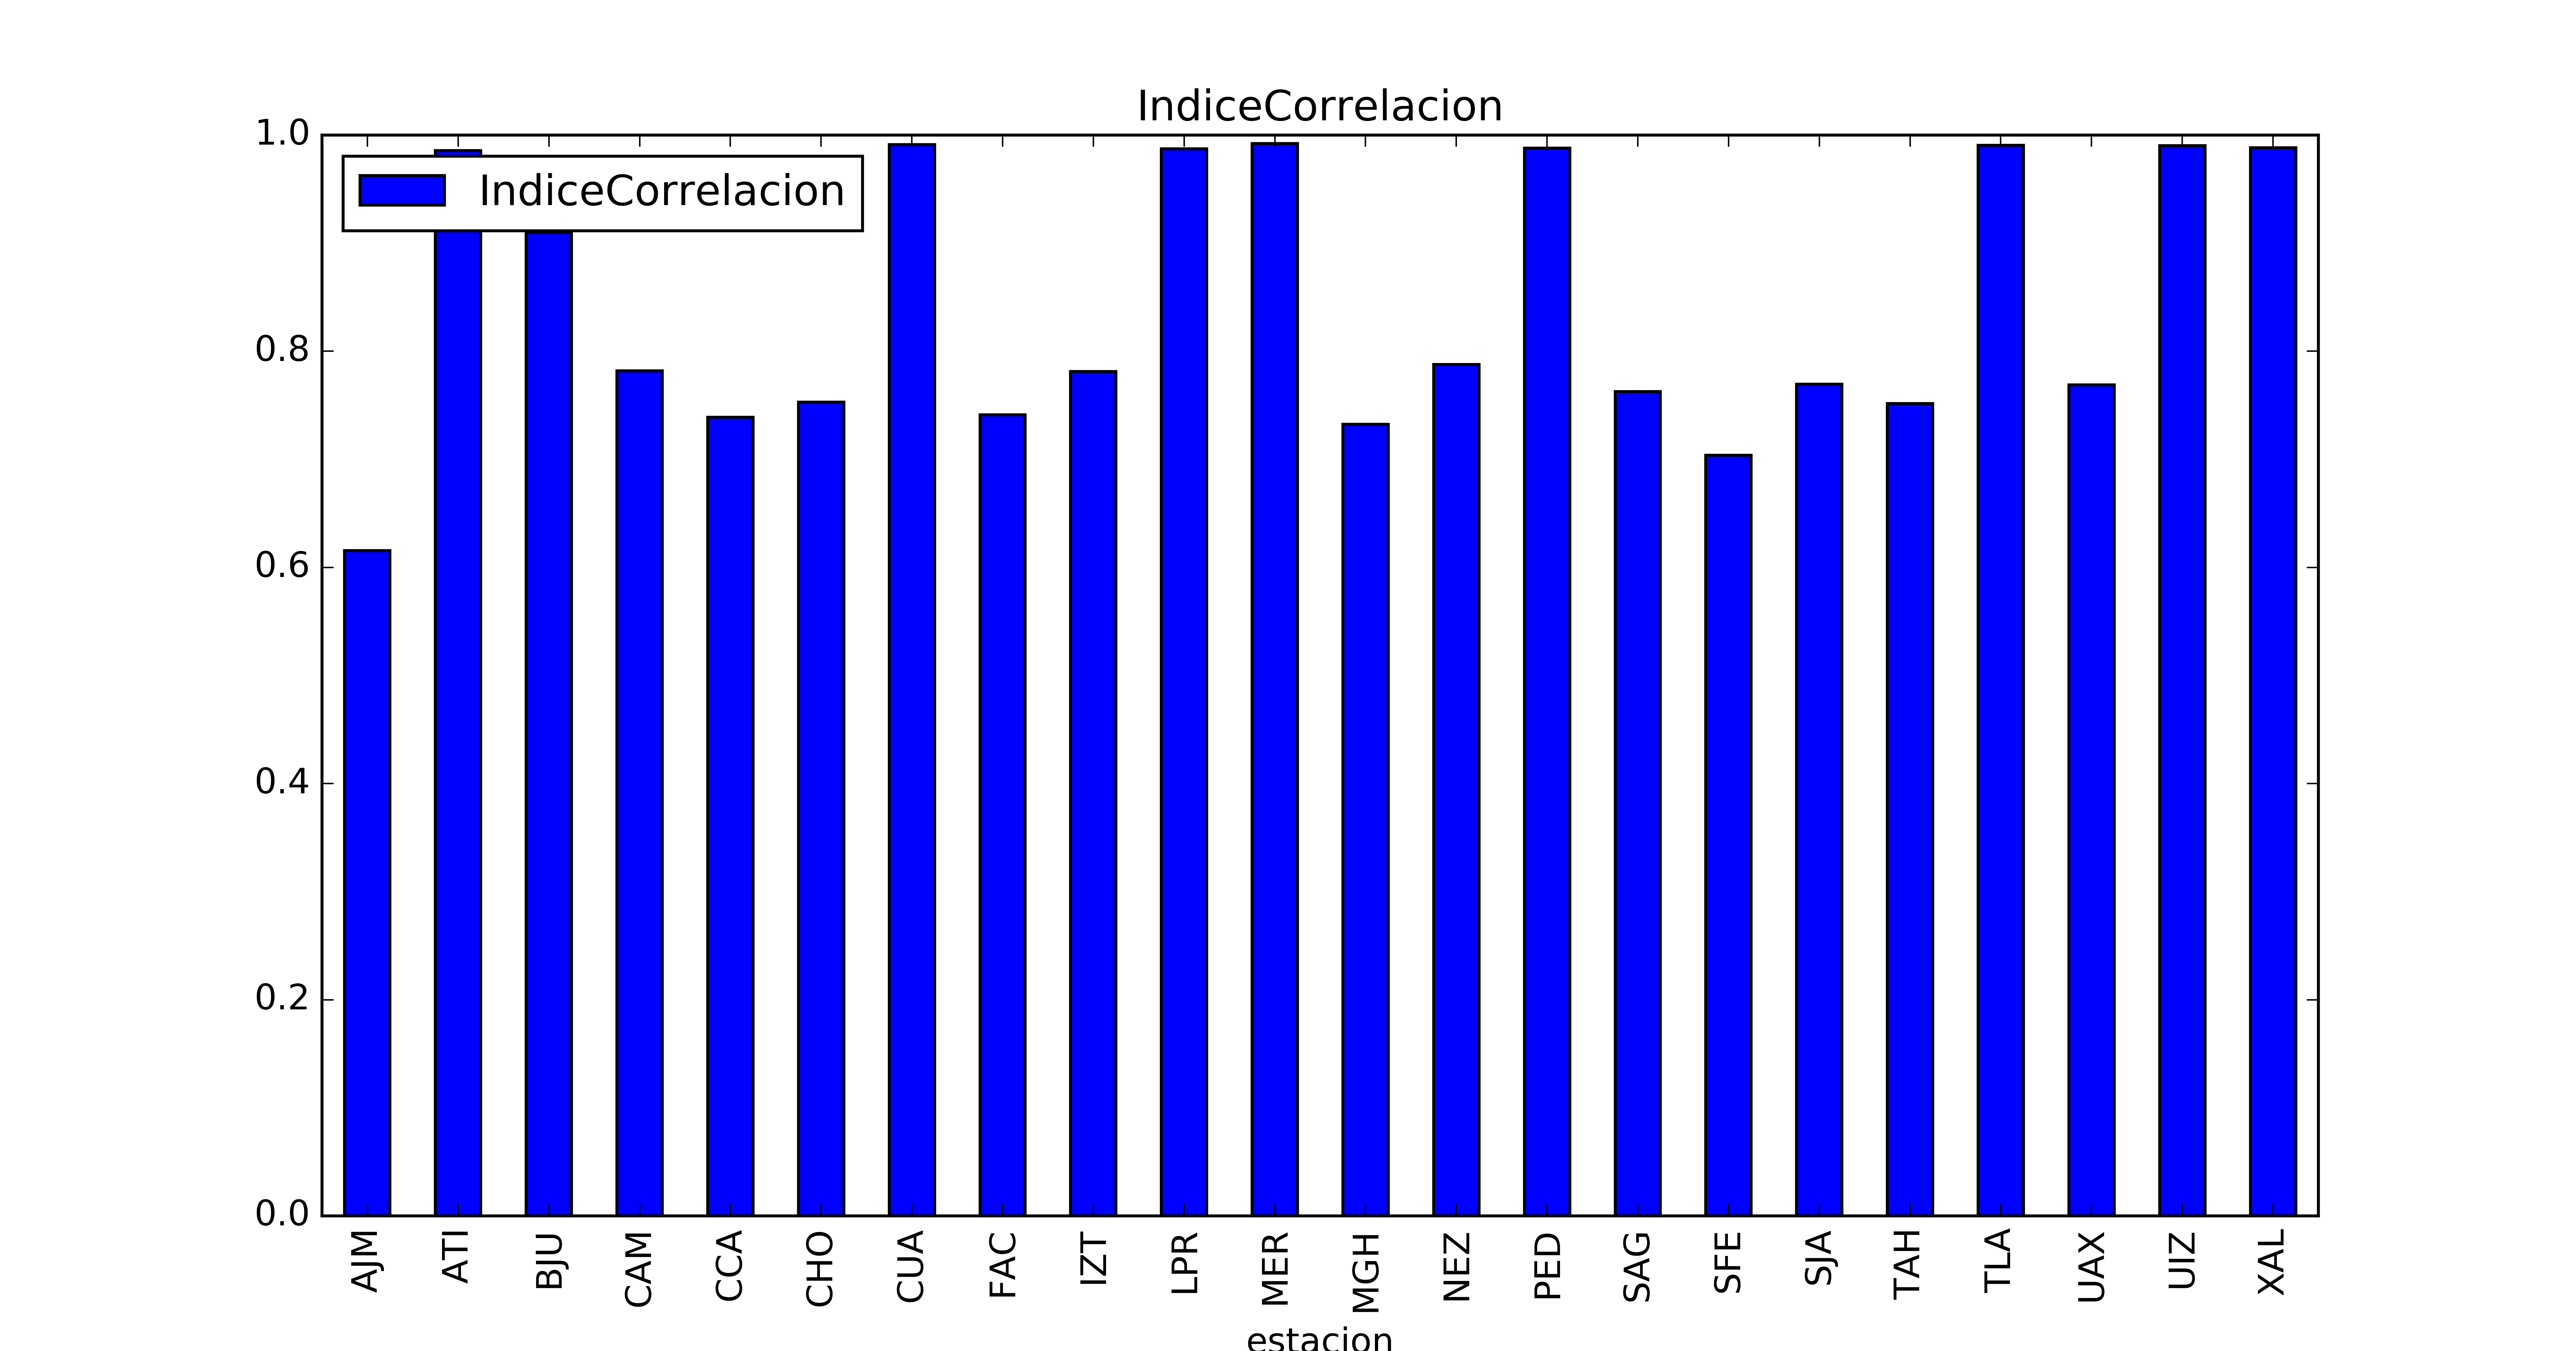 IndiceCorrelacion
IndiceCorrelacion
1.0
0.8
0.6
0.4
0.2
0.0
AJM ATI BJU CAM CCA CHO CUA FAC IZT LPR MER MGH NEZ PED SAG SFE SJA TAH TLA UAX UIZ XAL
estacion